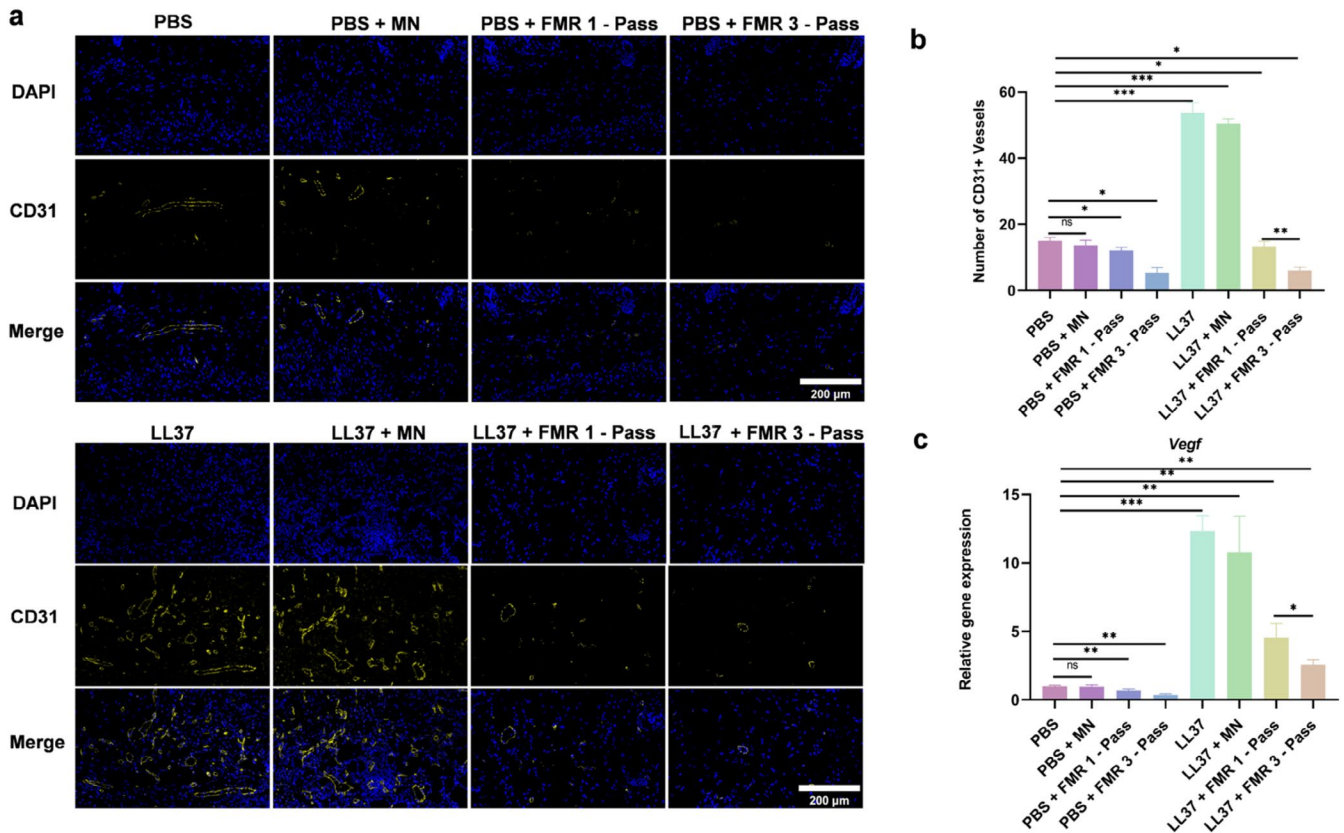 a
PBS
PBS + MN
PBS + FMR 1 - Pass
PBS + FMR 3 - Pass
DAPI
CD31
Merge
200 μm
LL37
LL37 + MN
LL37 + FMR 1 - Pass
LL37 + FMR 3 - Pass
DAPI
CD31
Merge
200 μm
b
Number of CD31+ Vessels
60
40
20
0
*
*
***
***
*
*
ns
**
PBS
PBS + MN
PBS + FMR 1 - Pass
PBS + FMR 3 - Pass
LL37
LL37 + MN
LL37 + FMR 1 - Pass
LL37 + FMR 3 - Pass
c
Vegf
Relative gene expression
15
10
5
0
**
**
**
***
**
**
ns
*
PBS
PBS + MN
PBS + FMR 1 - Pass
PBS + FMR 3 - Pass
LL37
LL37 + MN
LL37 + FMR 1 - Pass
LL37 + FMR 3 - Pass